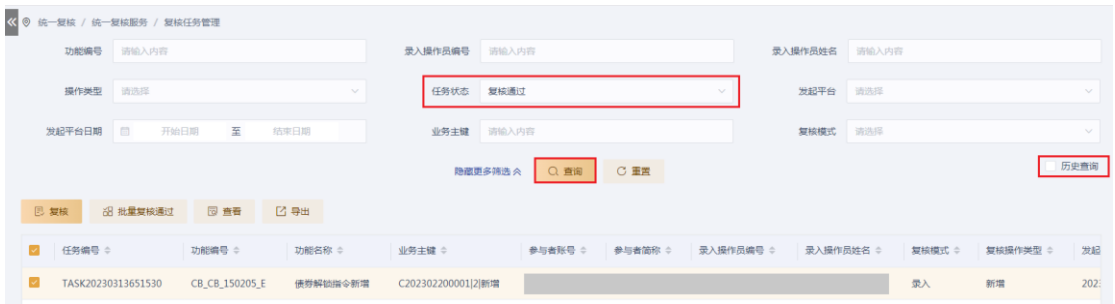 统一复核 / 统一复核服务 / 复核任务管理
功能编号 请输入内容 录入操作员编号 请输入内容 录入操作员姓名 请输入内容
操作类型 请选择 任务状态 复核通过 发起平台 请选择
发起平台日期 开始日期 至 结束日期 业务主键 请输入内容 复核模式 请选择
隐藏更多筛选 查询 重置 历史查询
复核 批量复核通过 查看 导出
任务编号 功能编号 功能名称 业务主键 参与者账号 参与者简称 录入操作员编号 录入操作员姓名 复核模式 复核操作类型 发起
TASK20230313651530 CB_CB_150205_E 债券解锁指令新增 C202302200001|2|新增 录入 新增 202